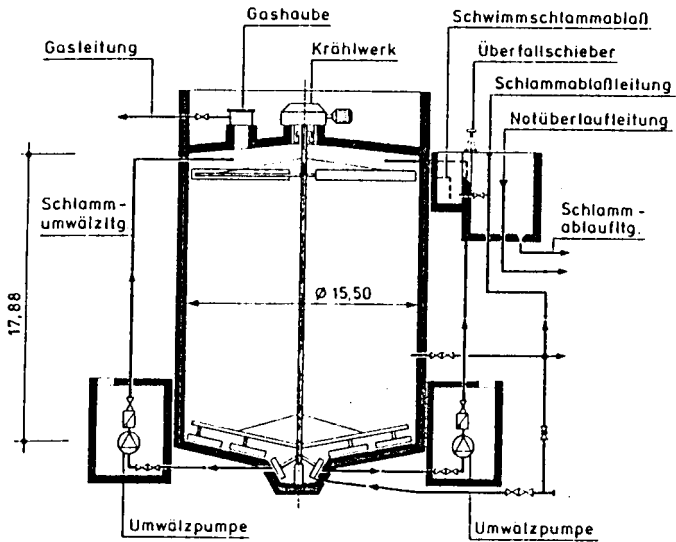 Gashaube
Schwimmschlammablaß
Gasleitung
Krählwerk
Überfallschieber
Schlammablaßleitung
Notüberlaufleitung
Schlamm-
umwälzltg.
Schlamm-
ablaufltg.
Ø 15,50
17,88
Umwälzpumpe
Umwälzpumpe